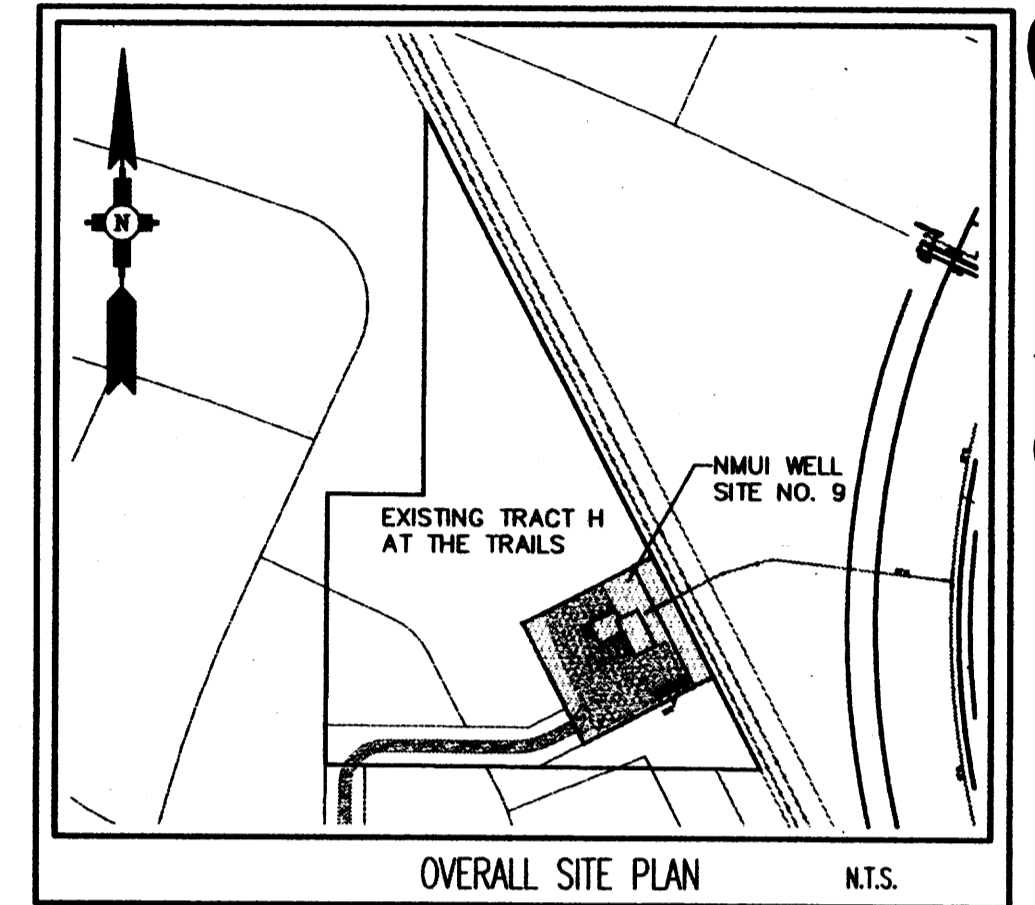 N
NMUI WELL
SITE NO. 9
EXISTING TRACT H
AT THE TRAILS
OVERALL SITE PLAN
N.T.S.